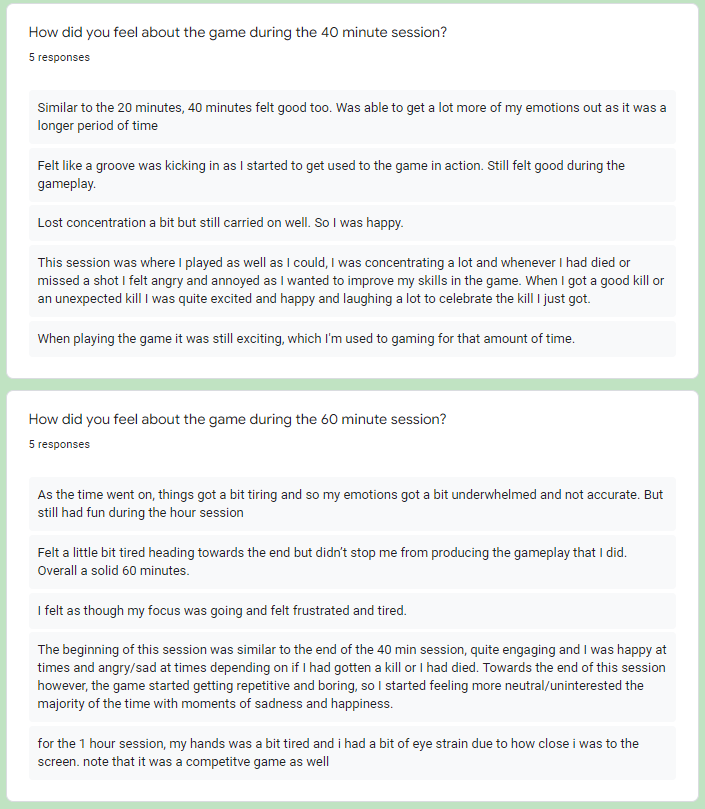 How did you feel about the game during the 40 minute session?
5 responses
Similar to the 20 minutes, 40 minutes felt good too. Was able to get a lot more of my emotions out as it was a
longer period of time
Felt like a groove was kicking in as I started to get used to the game in action. Still felt good during the
gameplay.
Lost concentration a bit but still carried on well. So I was happy.
This session was where I played as well as I could, I was concentrating a lot and whenever I had died or
missed a shot I felt angry and annoyed as I wanted to improve my skills in the game. When I got a good kill or
an unexpected kill I was quite excited and happy and laughing a lot to celebrate the kill I just got.
When playing the game it was still exciting, which I'm used to gaming for that amount of time.
How did you feel about the game during the 60 minute session?
5 responses
As the time went on, things got a bit tiring and so my emotions got a bit underwhelmed and not accurate. But
still had fun during the hour session
Felt a little bit tired heading towards the end but didn't stop me from producing the gameplay that I did.
Overall a solid 60 minutes.
I felt as though my focus was going and felt frustrated and tired.
The beginning of this session was similar to the end of the 40 min session, quite engaging and I was happy at
times and angry/sad at times depending on if I had gotten a kill or I had died. Towards the end of this session
however, the game started getting repetitive and boring, so I started feeling more neutral/uninterested the
majority of the time with moments of sadness and happiness.
for the 1 hour session, my hands was a bit tired and i had a bit of eye strain due to how close i was to the
screen. note that it was a competitve game as well